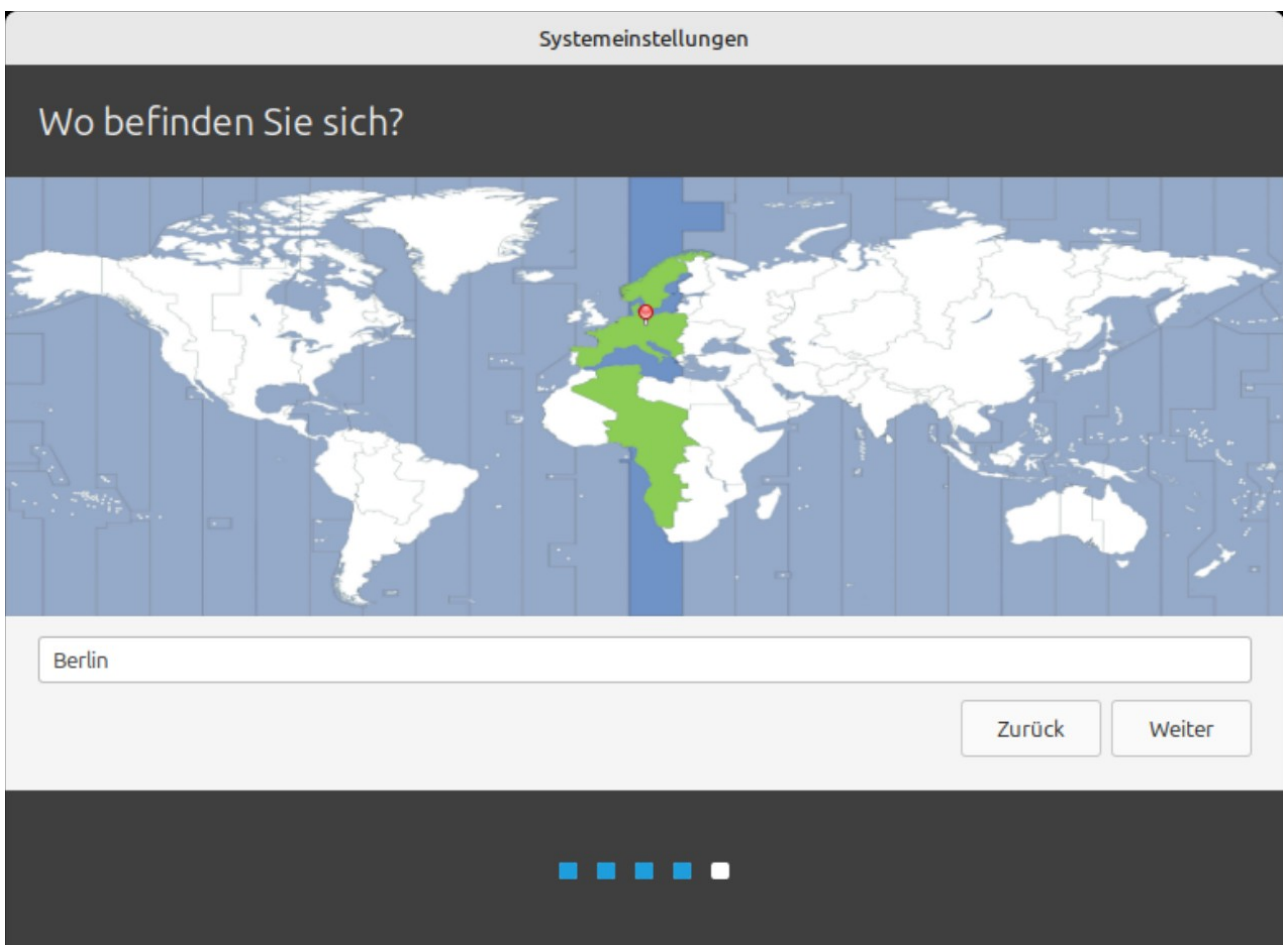 Systemeinstellungen
Wo befinden Sie sich?
Berlin
Zurück
Weiter